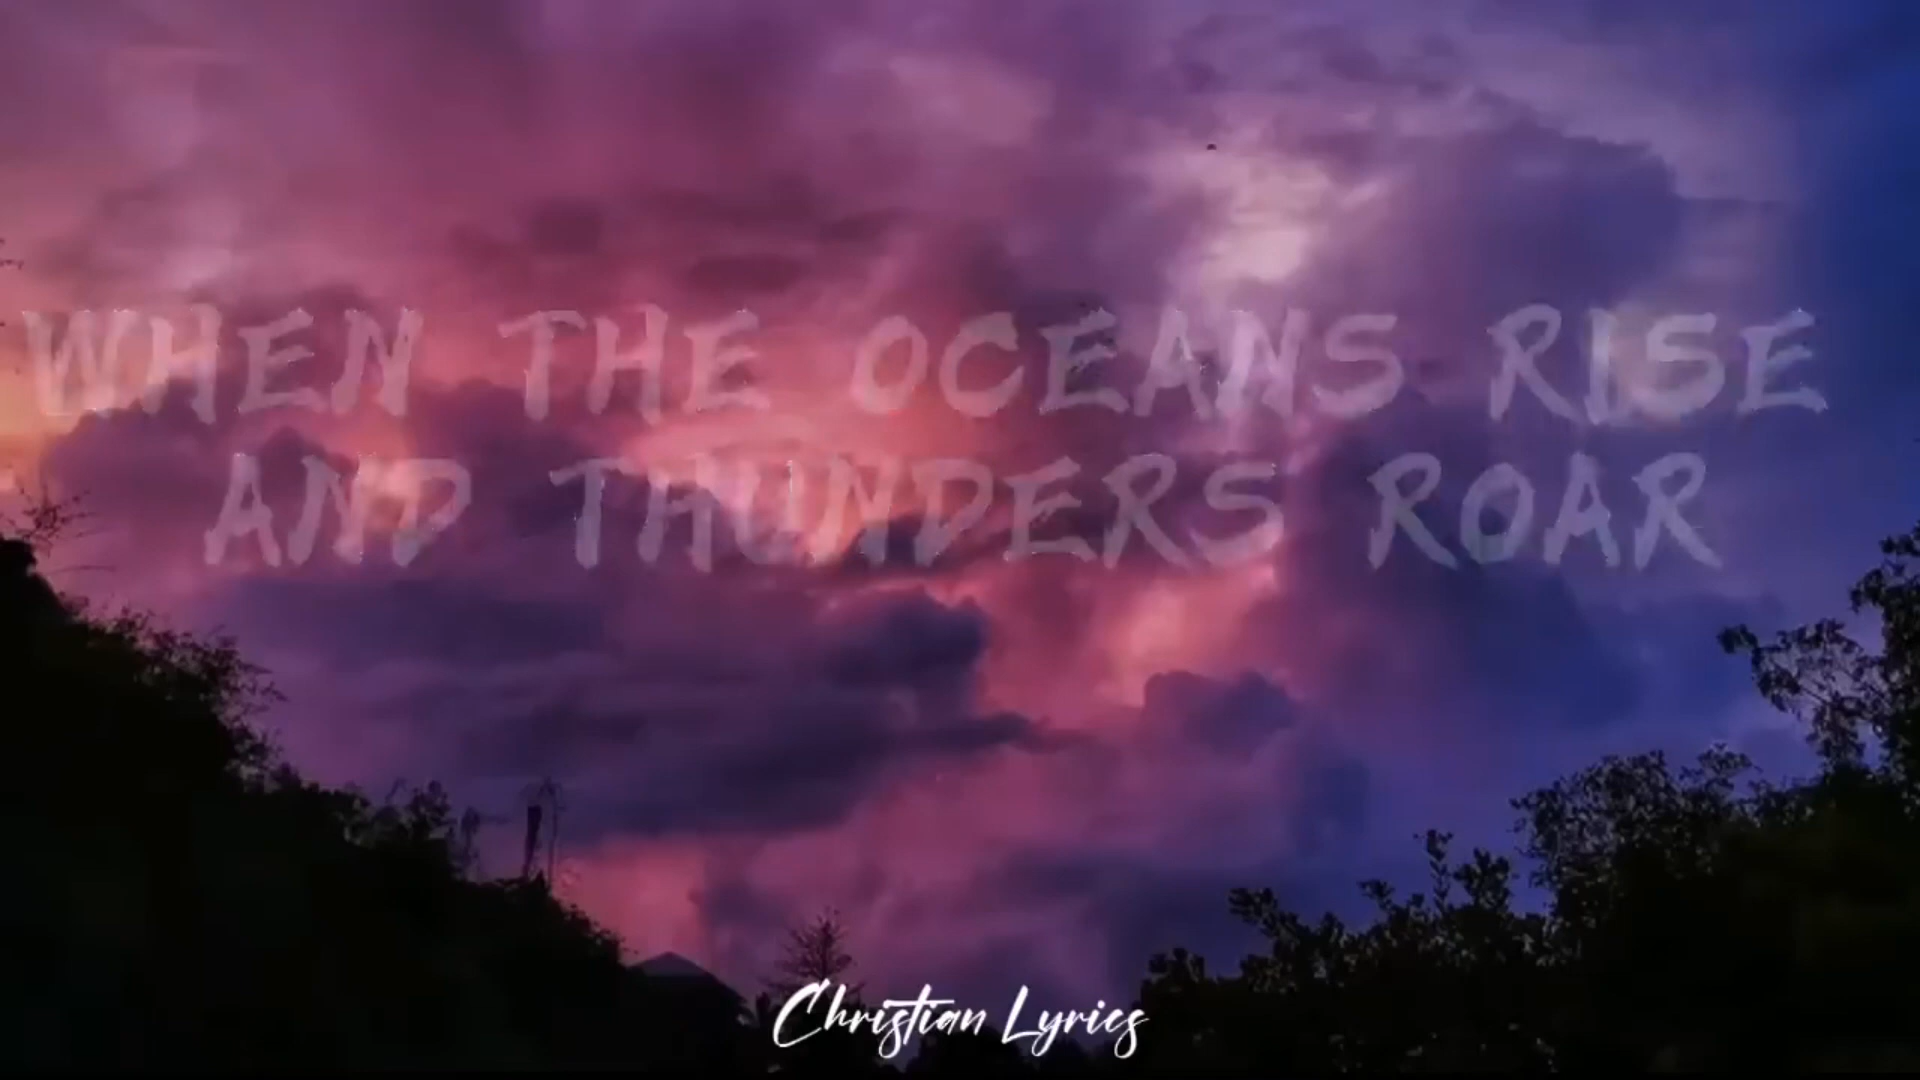 WHEN THE OCEANS RISE
AND THUNDERS ROAR
Christian Lyrics